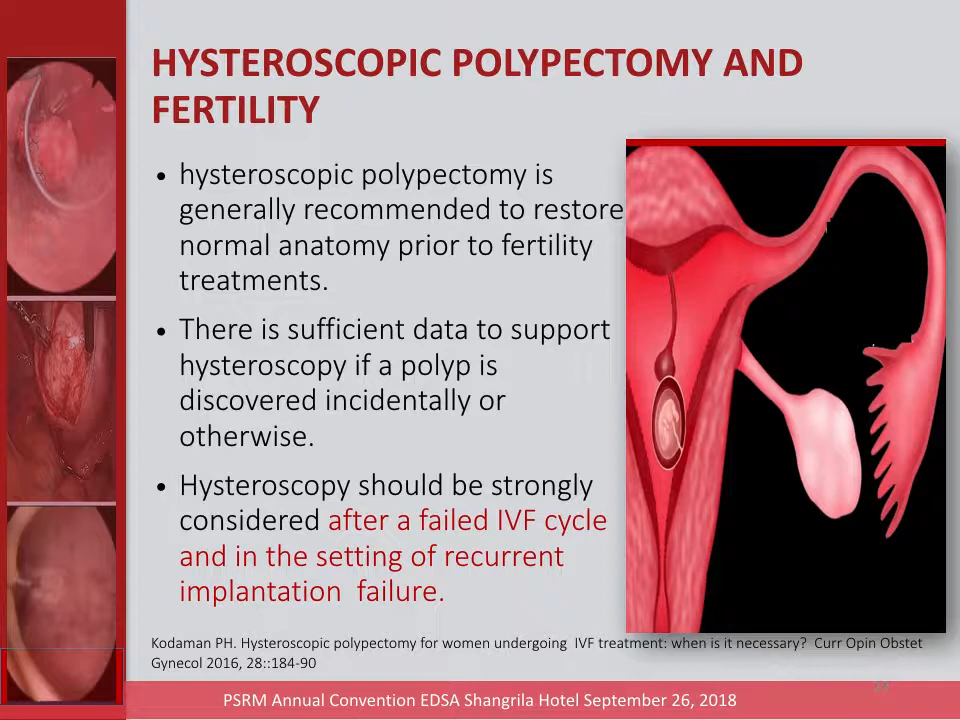 HYSTEROSCOPIC POLYPECTOMY AND
FERTILITY
• hysteroscopic polypectomy is
generally recommended to restore
normal anatomy prior to fertility
treatments.
• There is sufficient data to support
hysteroscopy if a polyp is
discovered incidentally or
otherwise.
• Hysteroscopy should be strongly
considered after a failed IVF cycle
and in the setting of recurrent
implantation  failure.
Kodaman PH. Hysteroscopic polypectomy for women undergoing  IVF treatment: when is it necessary?  Curr Opin Obstet
Gynecol 2016, 28::184-90
PSRM Annual Convention EDSA Shangrila Hotel September 26, 2018